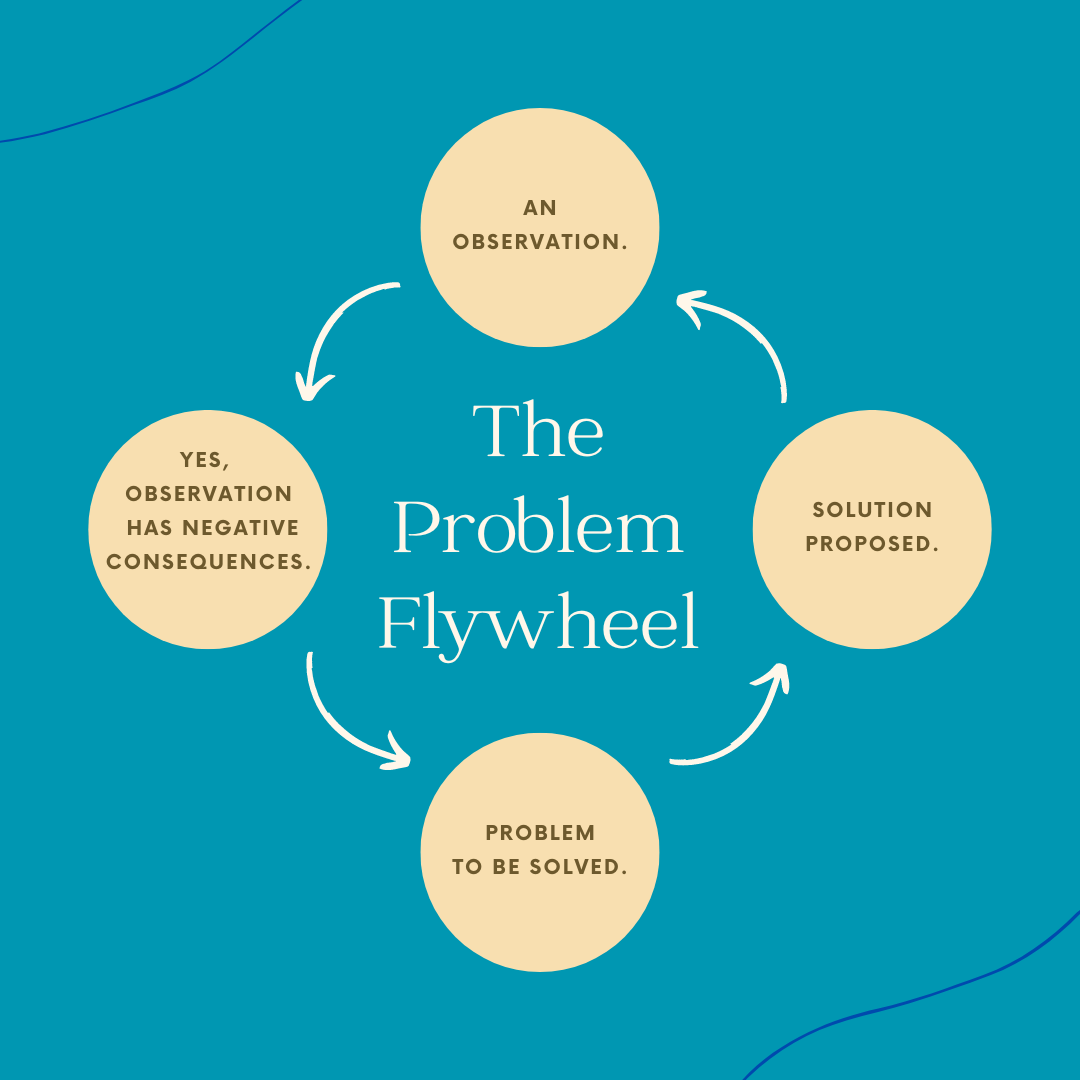 AN
OBSERVATION.
The
Problem
Flywheel
YES,
OBSERVATION
HAS NEGATIVE
CONSEQUENCES.
SOLUTION
PROPOSED.
PROBLEM
TO BE SOLVED.